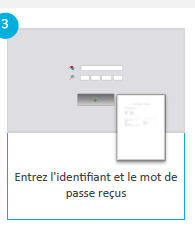 3
Entrez l'identifiant et le mot de
passe reçus